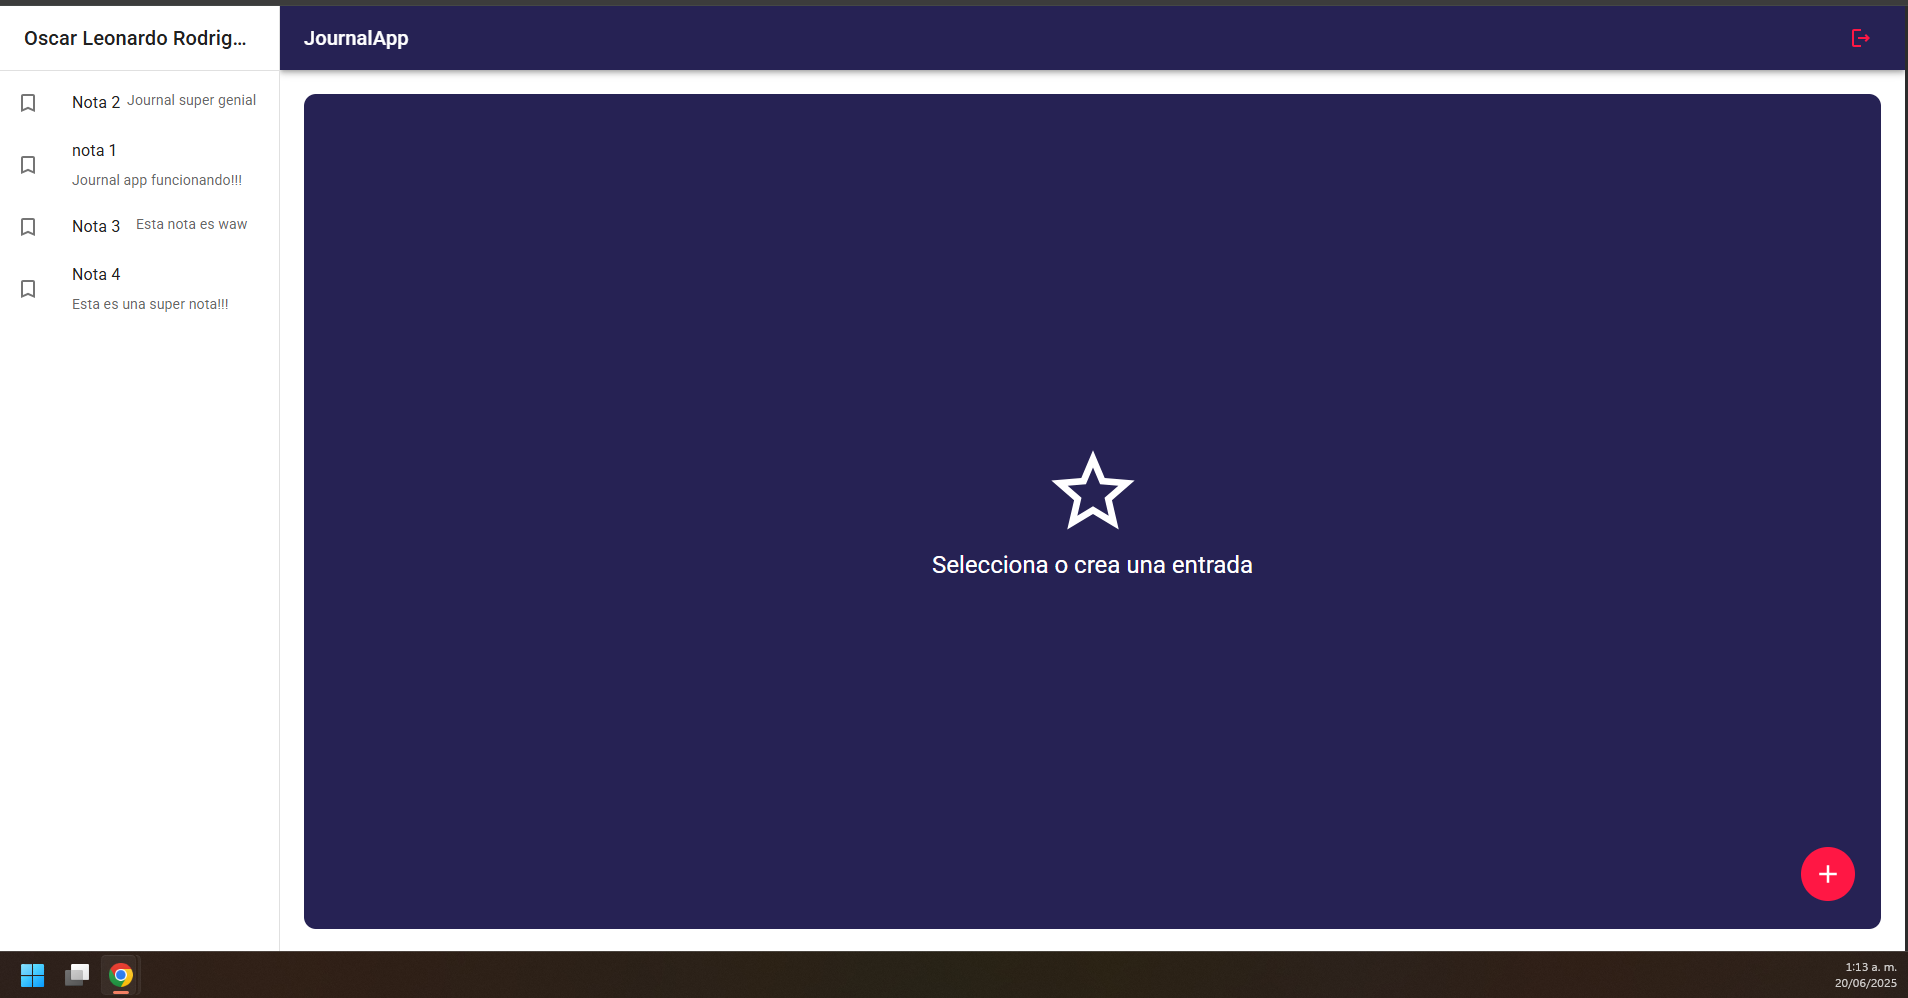 Oscar Leonardo Rodrig...
JournalApp
Nota 2 Journal super genial
nota 1
Journal app funcionando!!!
Nota 3 Esta nota es waw
Nota 4
Esta es una super nota!!!
Selecciona o crea una entrada
1:13 a. m.
20/06/2025